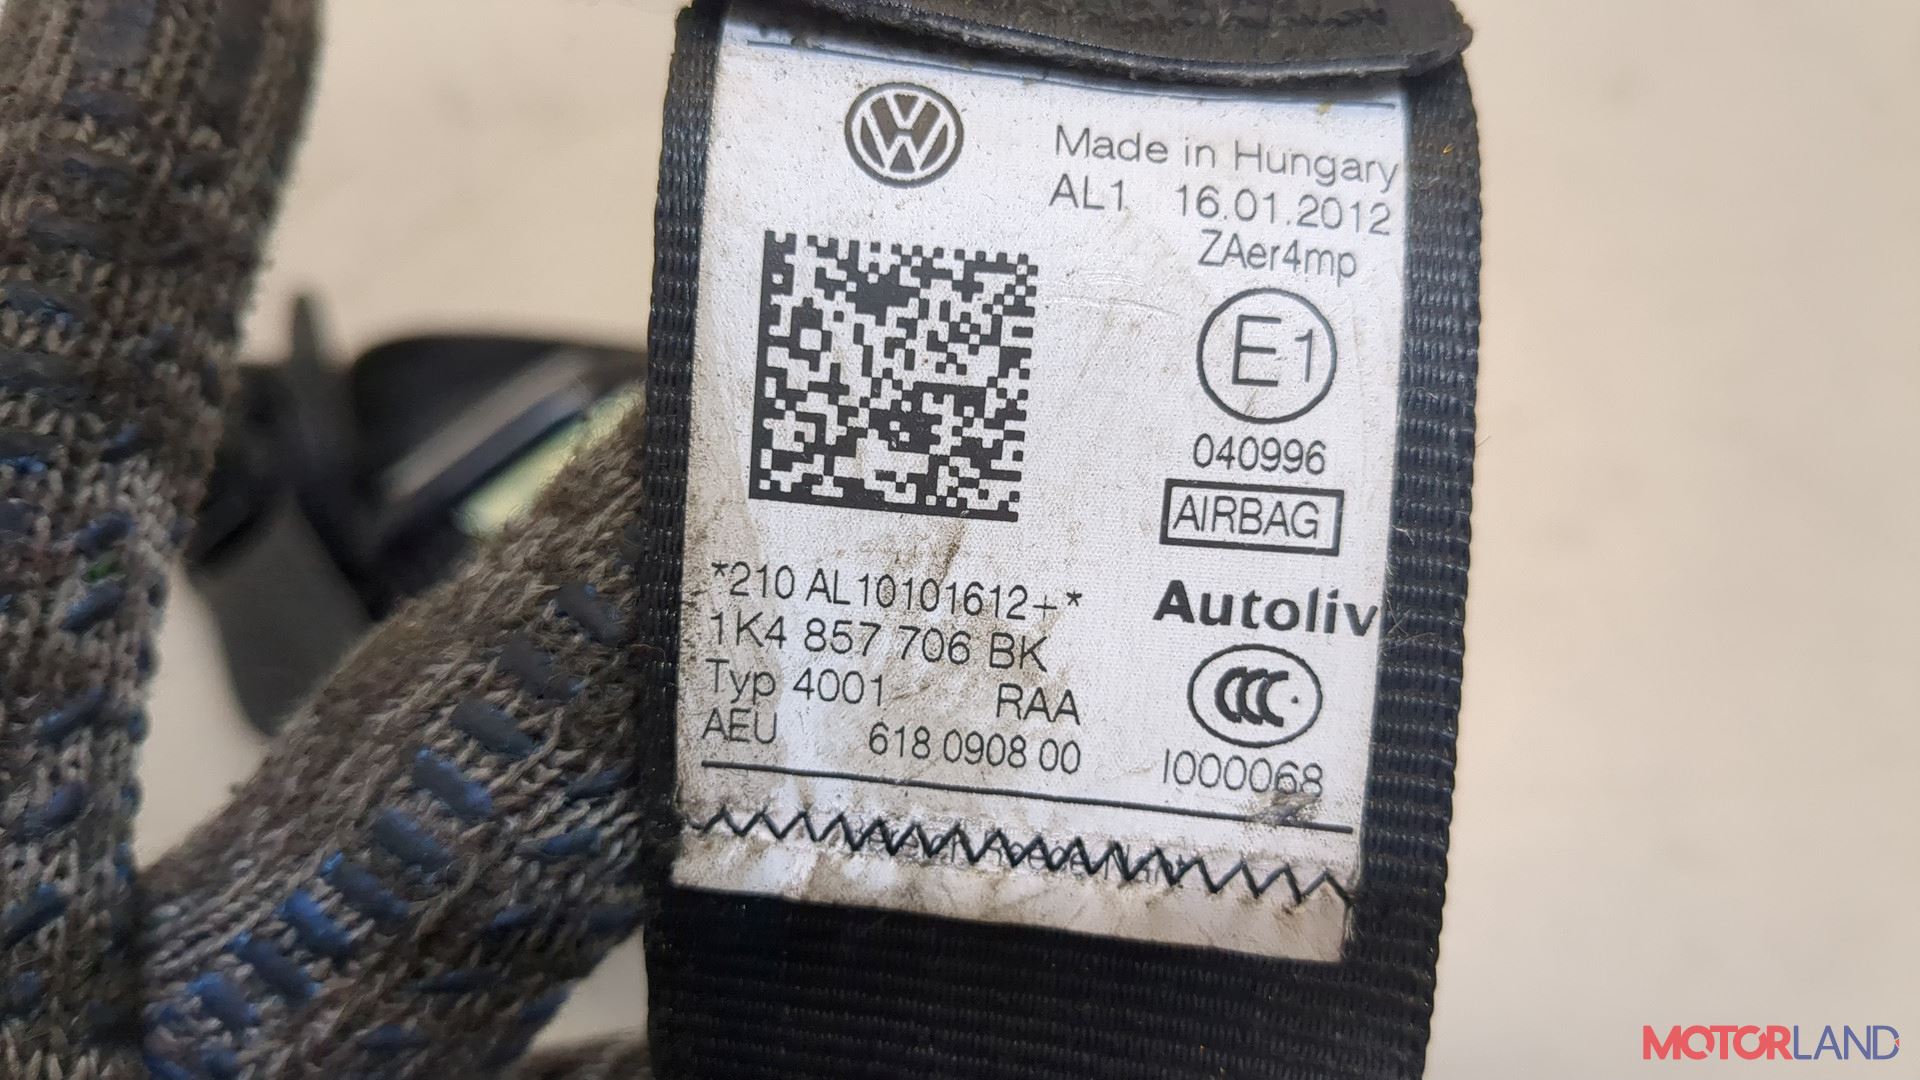 Made in Hungary
AL1 16.01.2012
ZAer4mp
E1
040996
AIRBAG
*210 AL10101612+*
Autoliv
1K4 857 706 BK
Typ 4001 RAA
CCC
AEU 618 0908 00
I000068
MOTORLAND